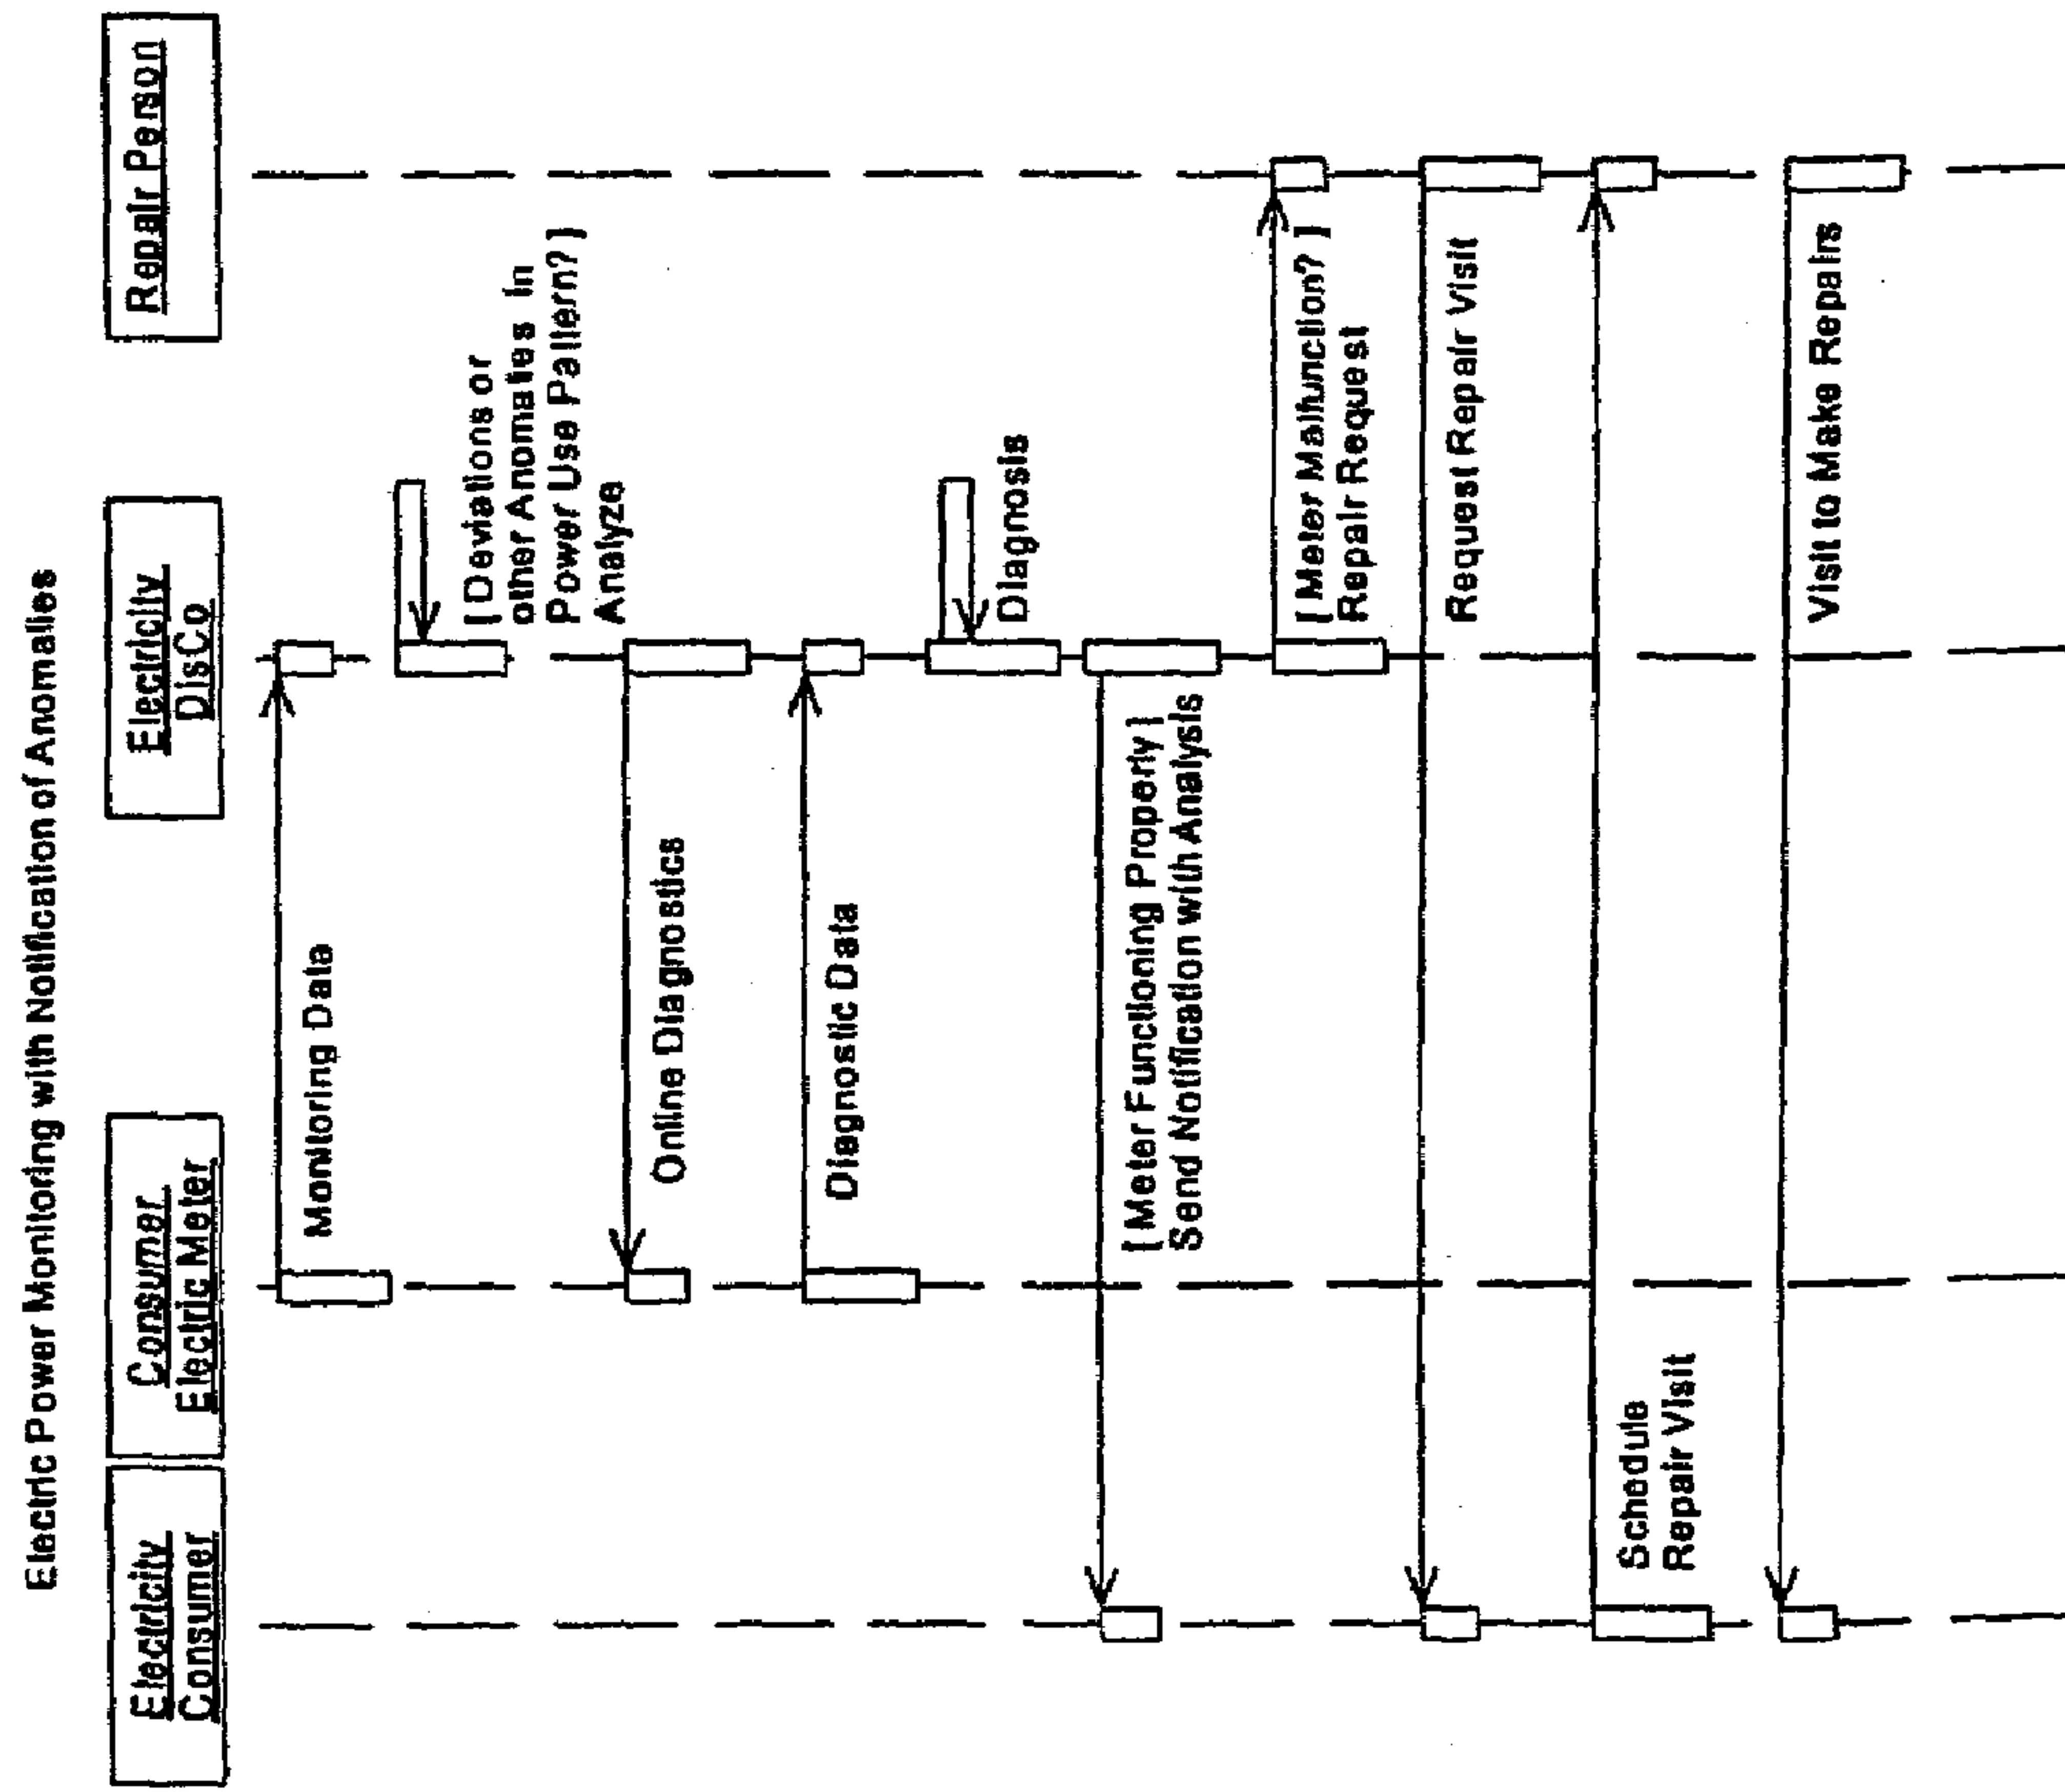 Electric Power Monitoring with Notification of Anomalies
Electricity
Consumer
Consumer
Electric Meter
Electricity
DisCo
Repair Person
Monitoring Data
[Deviations or
other Anomalies in
Power Use Pattern?]
Analyze
Online Diagnostics
Diagnostic Data
Diagnosis
[Meter Functioning Properly]
Send Notification with Analysis
[Meter Malfunction?]
Repair Request
Request Repair Visit
Schedule
Repair Visit
Visit to Make Repairs